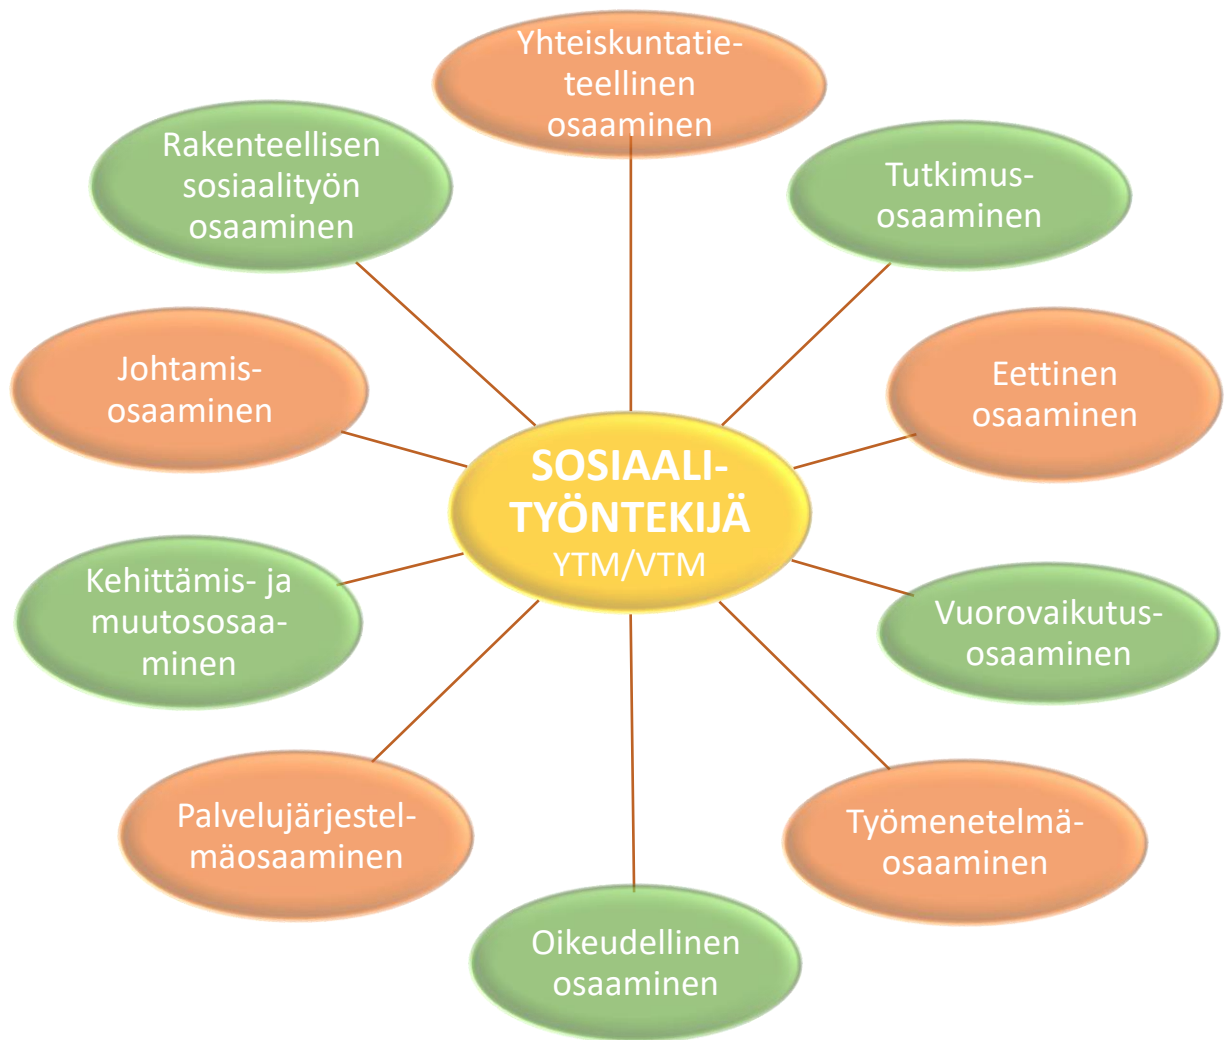 Yhteiskuntatie-
teellinen
osaaminen
Rakenteellisen
sosiaalityön
osaaminen
Tutkimus-
osaaminen
Johtamis-
osaaminen
Eettinen
osaaminen
SOSIAALI-
TYÖNTEKIJÄ
YTM/VTM
Kehittämis- ja
muutososaa-
minen
Vuorovaikutus-
osaaminen
Palvelujärjestel-
mäosaaminen
Työmenetelmä-
osaaminen
Oikeudellinen
osaaminen